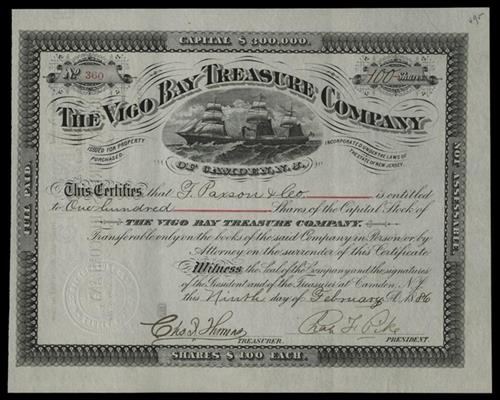 CAPITAL $ 300,000.
No 360
100 Shares
THE VIGO BAY TREASURE COMPANY
ISSUED FOR PROPERTY PURCHASED.
INCORPORATED UNDER THE LAWS OF THE STATE OF NEW JERSEY.
OF CAMDEN, N. J.
FULL PAID.
NOT ASSESSABLE.
This Certifies that F. Paxson & Co is entitled
to One hundred Shares of the Capital Stock of
THE VIGO BAY TREASURE COMPANY.
Transferable only on the books of the said Company in Person or by
Attorney on the surrender of this Certificate
Witness the Seal of the Company and the signatures
of the President and of the Treasurer at Camden N.J.
this Ninth day of February A.D. 1886
Chas. F. Pike
TREASURER.
PRESIDENT.
SHARES $ 100 EACH.